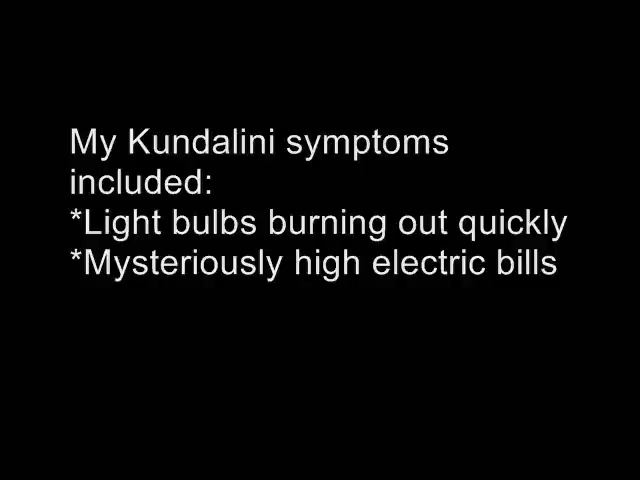 My Kundalini symptoms
included:
*Light bulbs burning out quickly
*Mysteriously high electric bills